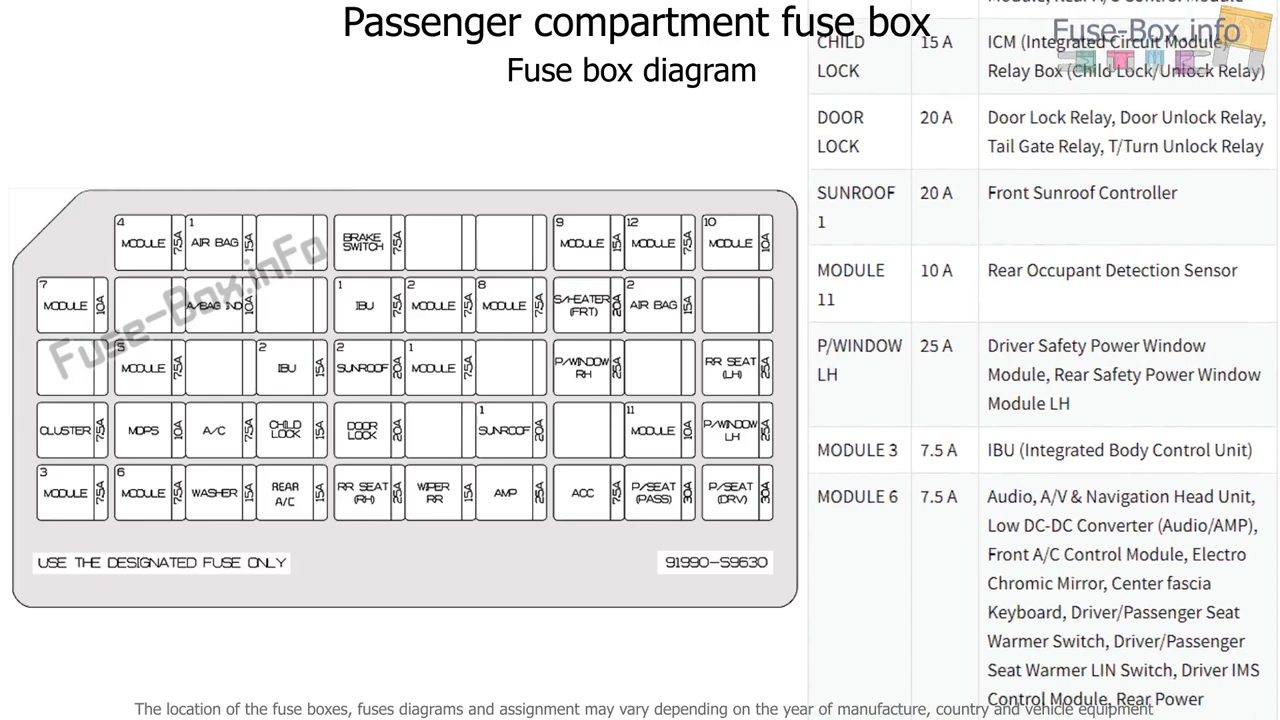 Passenger compartment fuse box
Fuse box diagram
Fuse-Box.info
4 MODULE 7.5A
1 AIR BAG 15A
BRAKE SWITCH 7.5A
9 MODULE 15A
12 MODULE 7.5A
10 MODULE 10A
7 MODULE 10A
A/BAG IND 10A
1 IBU 7.5A
2 MODULE 7.5A
8 MODULE 7.5A
S/HEATER (FRT) 20A
2 AIR BAG 15A
Fuse-Box.inFo
5 MODULE 7.5A
2 IBU 15A
2 SUNROOF 20A
1 MODULE 7.5A
P/WINDOW RH 25A
RR SEAT (LH) 25A
CLUSTER 7.5A
MDPS 10A
A/C 7.5A
CHILD LOCK 15A
DOOR LOCK 20A
1 SUNROOF 20A
11 MODULE 10A
P/WINDOW LH 25A
3 MODULE 7.5A
6 MODULE 7.5A
WASHER 15A
REAR A/C 15A
RR SEAT (RH) 25A
WIPER RR 15A
AMP 25A
ACC 7.5A
P/SEAT (PASS) 30A
P/SEAT (DRV) 30A
USE THE DESIGNATED FUSE ONLY
91990-S9630
CHILD LOCK 15 A ICM (Integrated Circuit Module)
Relay Box (Child Lock/Unlock Relay)
DOOR LOCK 20 A Door Lock Relay, Door Unlock Relay,
Tail Gate Relay, T/Turn Unlock Relay
SUNROOF 1 20 A Front Sunroof Controller
MODULE 11 10 A Rear Occupant Detection Sensor
P/WINDOW LH 25 A Driver Safety Power Window
Module, Rear Safety Power Window
Module LH
MODULE 3 7.5 A IBU (Integrated Body Control Unit)
MODULE 6 7.5 A Audio, A/V & Navigation Head Unit,
Low DC-DC Converter (Audio/AMP),
Front A/C Control Module, Electro
Chromic Mirror, Center fascia
Keyboard, Driver/Passenger Seat
Warmer Switch, Driver/Passenger
Seat Warmer LIN Switch, Driver IMS
Control Module, Rear Power
The location of the fuse boxes, fuses diagrams and assignment may vary depending on the year of manufacture, country and vehicle equipment